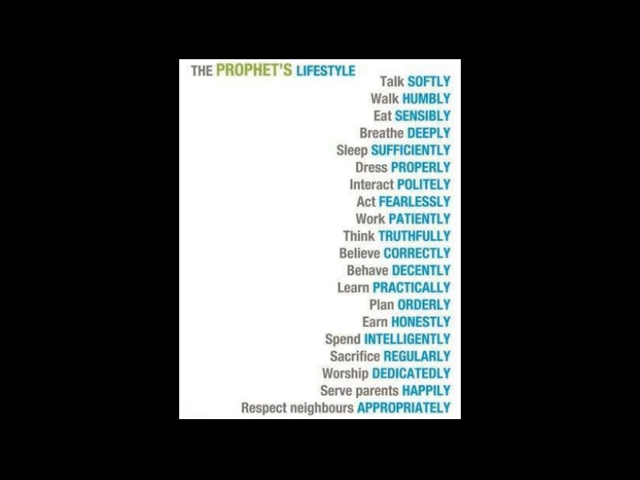 THE PROPHET'S LIFESTYLE
Talk SOFTLY
Walk HUMBLY
Eat SENSIBLY
Breathe DEEPLY
Sleep SUFFICIENTLY
Dress PROPERLY
Interact POLITELY
Act FEARLESSLY
Work PATIENTLY
Think TRUTHFULLY
Believe CORRECTLY
Behave DECENTLY
Learn PRACTICALLY
Plan ORDERLY
Earn HONESTLY
Spend INTELLIGENTLY
Sacrifice REGULARLY
Worship DEDICATEDLY
Serve parents HAPPILY
Respect neighbours APPROPRIATELY